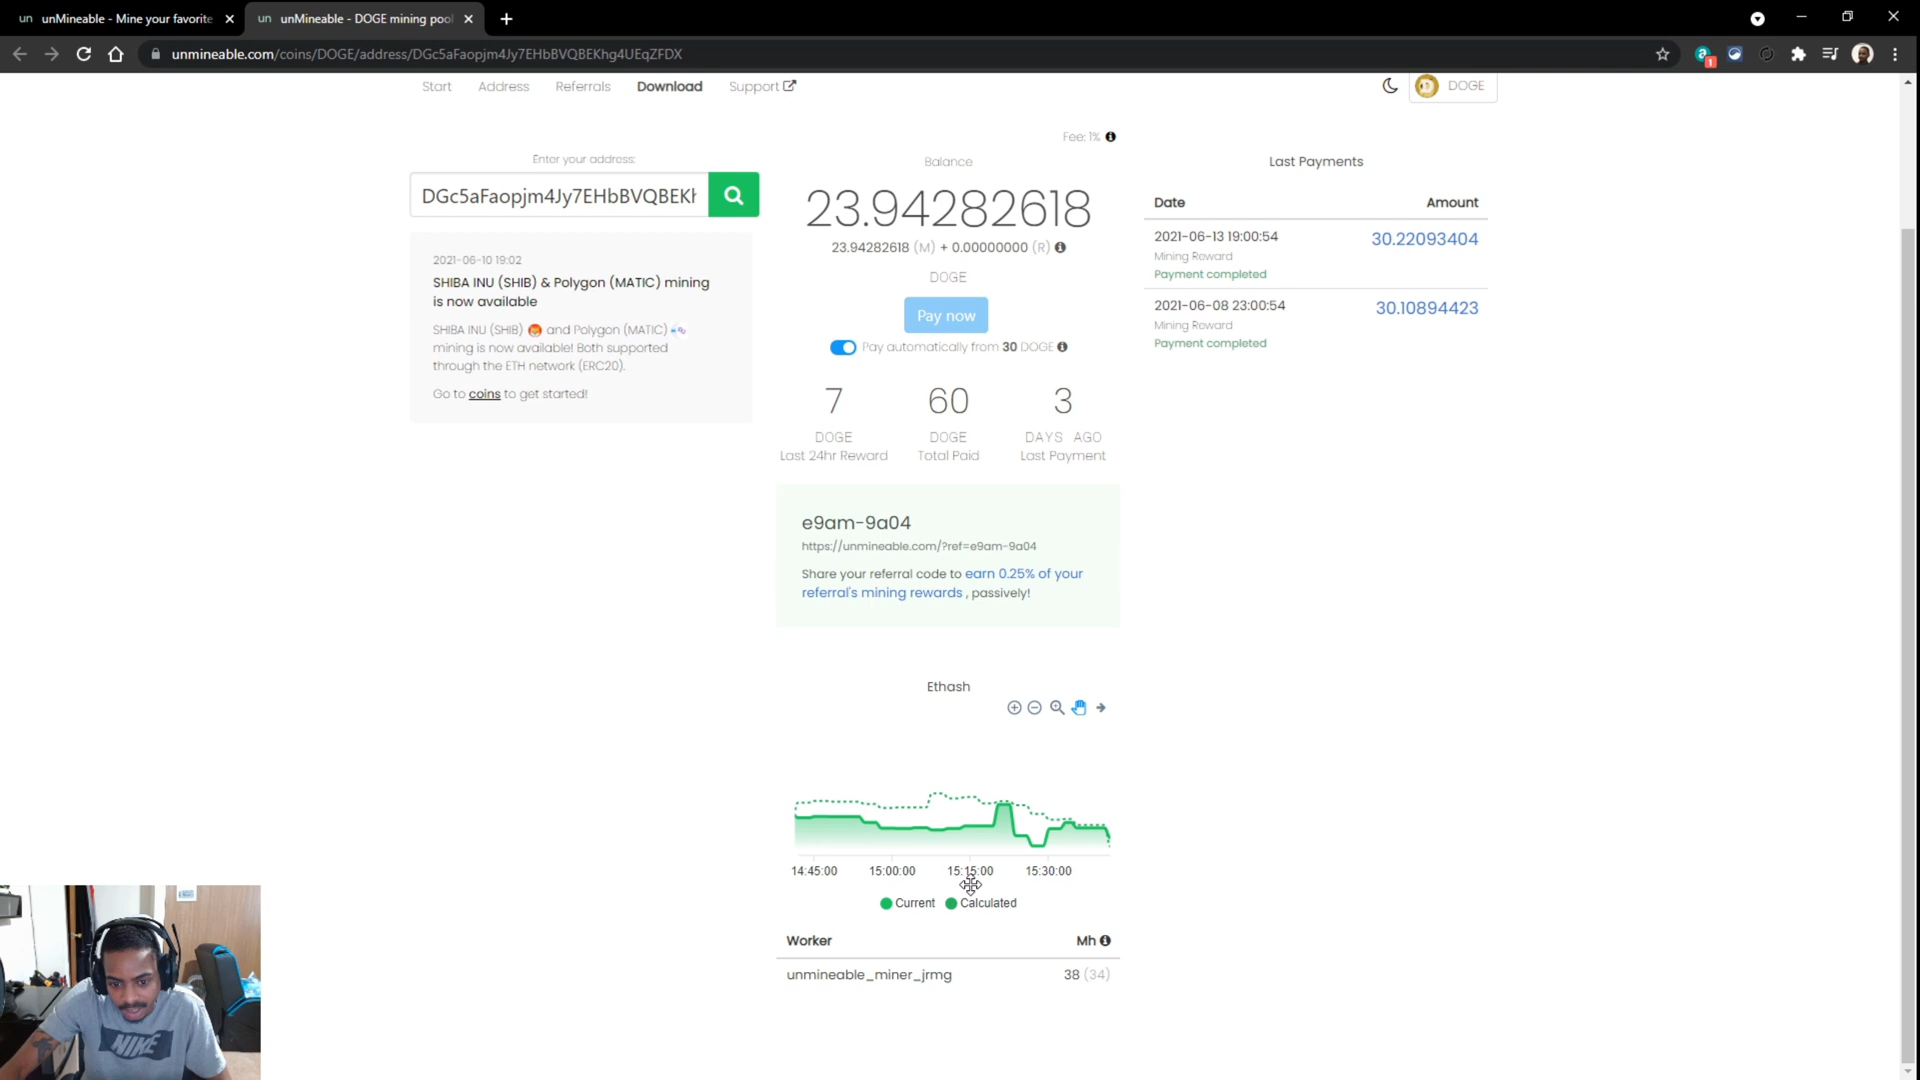 un unMineable - Mine your favorite
un unMineable - DOGE mining pool
unmineable.com/coins/DOGE/address/DGc5aFaopjm4Jy7EHbBVQBEKhg4UEqZFDX
1
Start Address Referrals Download Support
DOGE
Fee: 1%
Enter your address:
DGc5aFaopjm4Jy7EHbBVQBEKh
2021-06-10 19:02
SHIBA INU (SHIB) & Polygon (MATIC) mining
is now available
SHIBA INU (SHIB) and Polygon (MATIC)
mining is now available! Both supported
through the ETH network (ERC20).
Go to coins to get started!
Balance
23.94282618
23.94282618 (M) + 0.00000000 (R)
DOGE
Pay now
Pay automatically from 30 DOGE
7 60 3
DOGE DOGE DAYS AGO
Last 24hr Reward Total Paid Last Payment
e9am-9a04
https://unmineable.com/?ref=e9am-9a04
Share your referral code to earn 0.25% of your
referral's mining rewards , passively!
Ethash
14:45:00 15:00:00 15:15:00 15:30:00
Current Calculated
Worker Mh
unmineable_miner_jrmg 38 (34)
Last Payments
Date Amount
2021-06-13 19:00:54 30.22093404
Mining Reward
Payment completed
2021-06-08 23:00:54 30.10894423
Mining Reward
Payment completed
NIKE